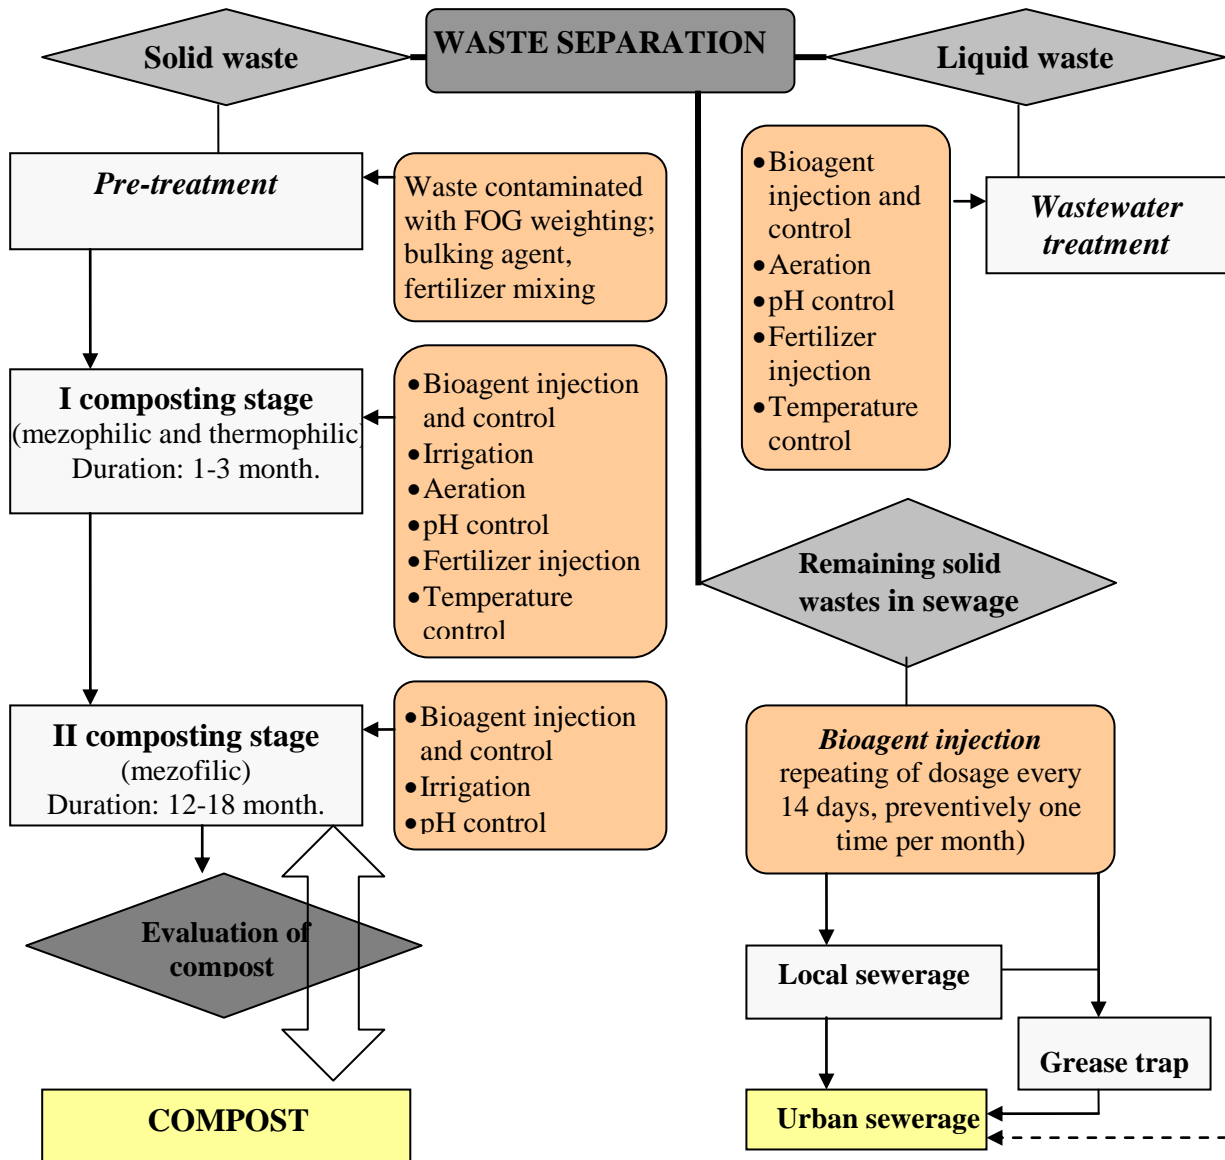 WASTE SEPARATION
Solid waste
Liquid waste
Pre-treatment
Waste contaminated
with FOG weighting;
bulking agent,
fertilizer mixing
•Bioagent
injection and
control
•Aeration
•pH control
•Fertilizer
injection
•Temperature
control
Wastewater
treatment
I composting stage
(mezophilic and thermophilic)
Duration: 1-3 month.
•Bioagent injection
and control
•Irrigation
•Aeration
•pH control
•Fertilizer injection
•Temperature
control
Remaining solid
wastes in sewage
II composting stage
(mezofilic)
Duration: 12-18 month.
•Bioagent injection
and control
•Irrigation
•pH control
Bioagent injection
repeating of dosage every
14 days, preventively one
time per month)
Evaluation of
compost
Local sewerage
Grease trap
COMPOST
Urban sewerage